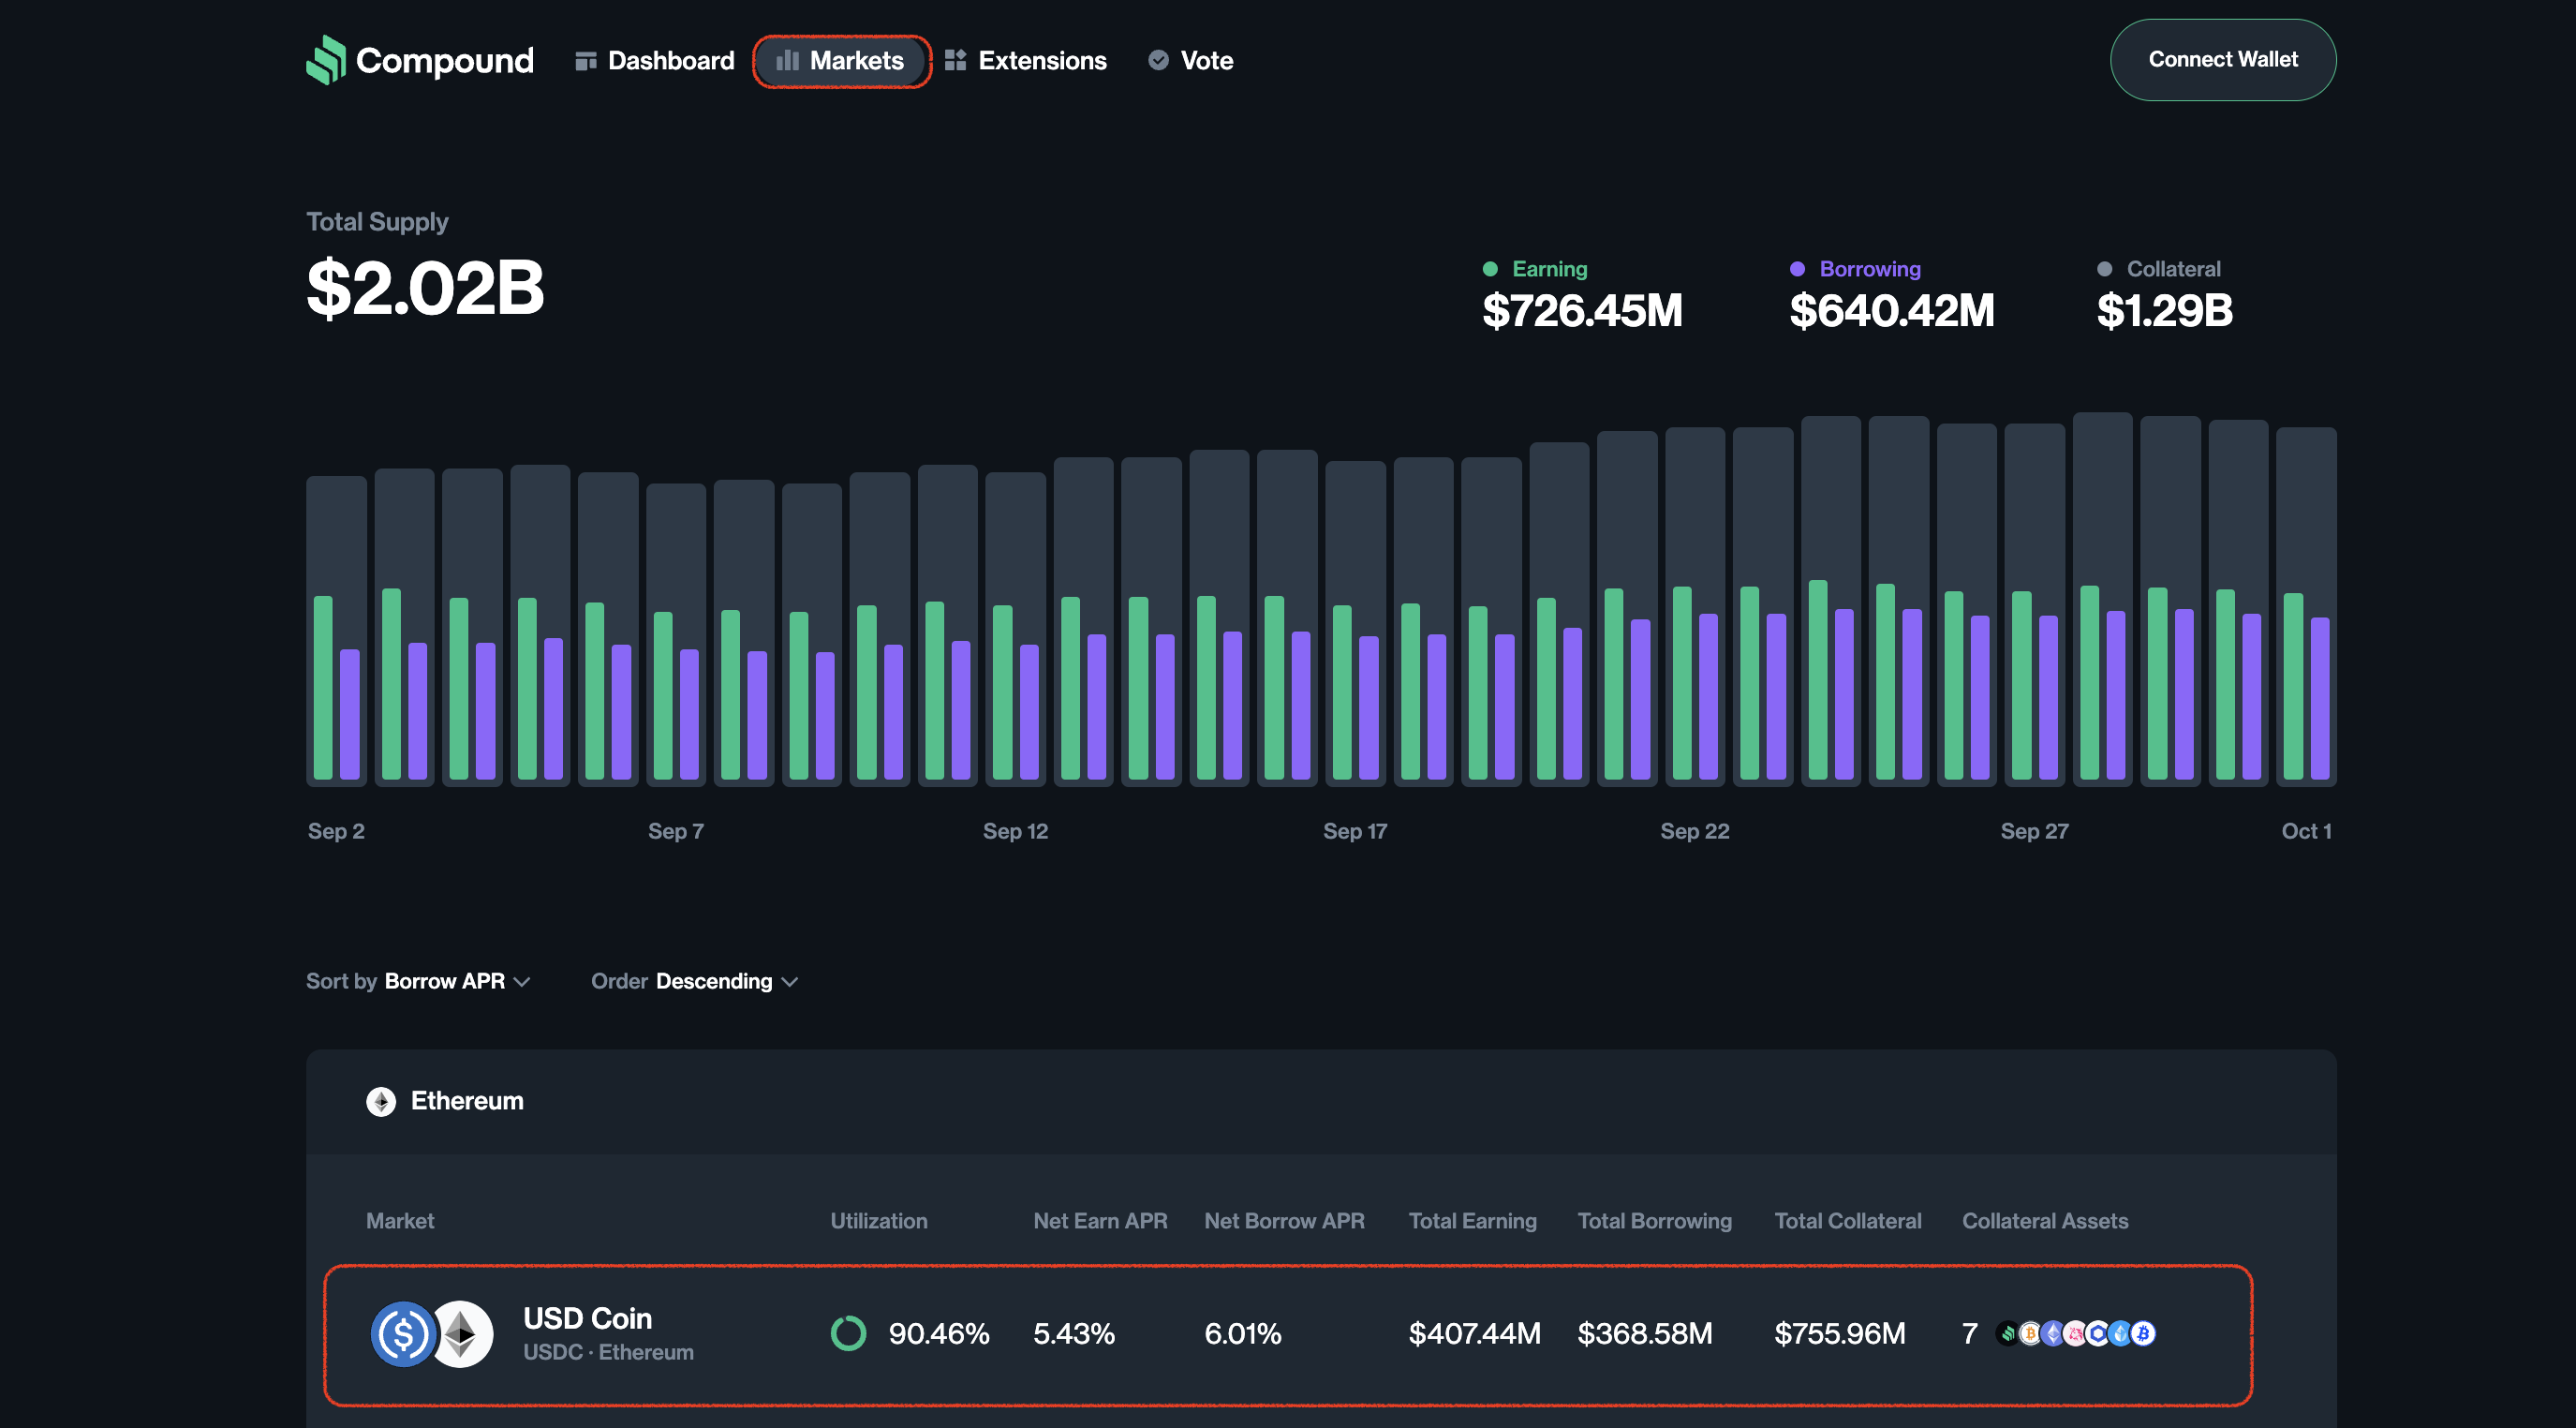 Compound Dashboard Markets Extensions Vote Connect Wallet
Total Supply
$2.02B
Earning Borrowing Collateral
$726.45M $640.42M $1.29B
Sep 2 Sep 7 Sep 12 Sep 17 Sep 22 Sep 27 Oct 1
Sort by Borrow APR Order Descending
Ethereum
Market Utilization Net Earn APR Net Borrow APR Total Earning Total Borrowing Total Collateral Collateral Assets
USD Coin
USDC · Ethereum
90.46% 5.43% 6.01% $407.44M $368.58M $755.96M 7